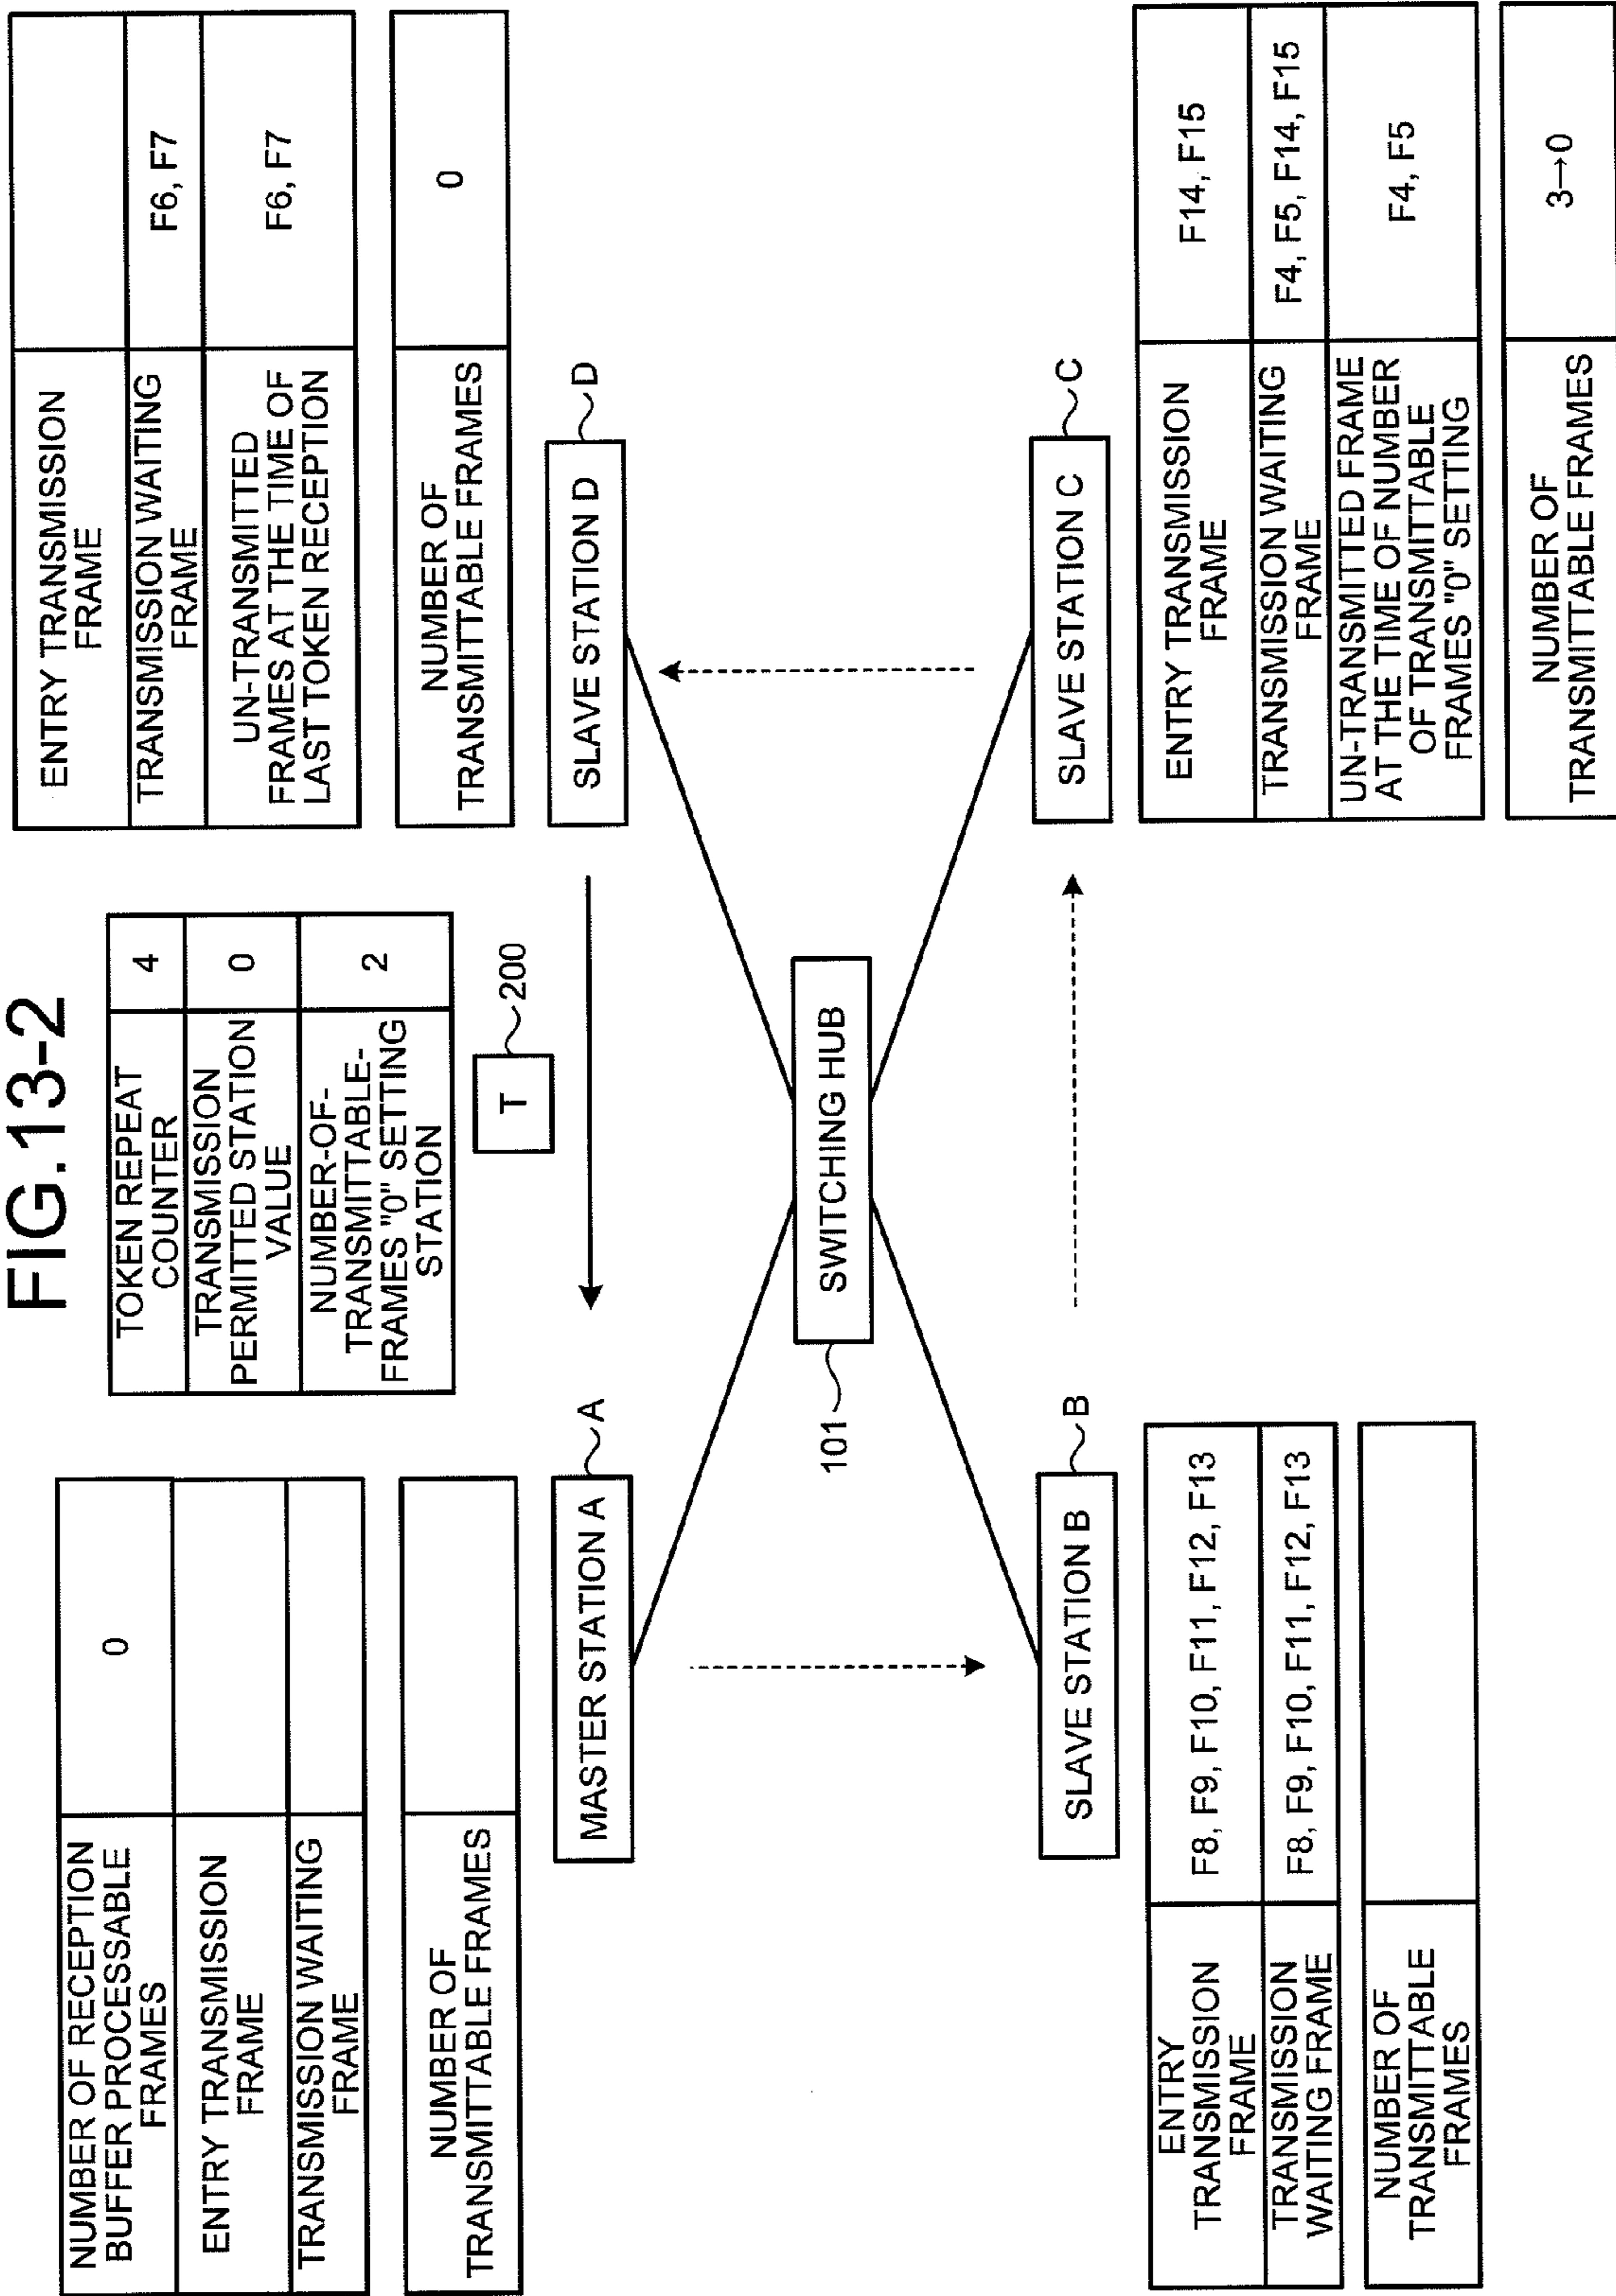 FIG.13-2
NUMBER OF RECEPTION
BUFFER PROCESSABLE
FRAMES
0
ENTRY TRANSMISSION
FRAME
TRANSMISSION WAITING
FRAME
NUMBER OF
TRANSMITTABLE FRAMES
MASTER STATION A
A
TOKEN REPEAT
COUNTER
4
TRANSMISSION
PERMITTED STATION
VALUE
0
NUMBER-OF-
TRANSMITTABLE-
FRAMES "0" SETTING
STATION
2
T
200
ENTRY TRANSMISSION
FRAME
TRANSMISSION WAITING
FRAME
F6, F7
UN-TRANSMITTED
FRAMES AT THE TIME OF
LAST TOKEN RECEPTION
F6, F7
NUMBER OF
TRANSMITTABLE FRAMES
0
SLAVE STATION D
D
SWITCHING HUB
101
SLAVE STATION B
B
ENTRY
TRANSMISSION
FRAME
F8, F9, F10, F11, F12, F13
TRANSMISSION
WAITING FRAME
F8, F9, F10, F11, F12, F13
NUMBER OF
TRANSMITTABLE
FRAMES
SLAVE STATION C
C
ENTRY TRANSMISSION
FRAME
F14, F15
TRANSMISSION WAITING
FRAME
F4, F5, F14, F15
UN-TRANSMITTED FRAME
AT THE TIME OF NUMBER
OF TRANSMITTABLE
FRAMES "0" SETTING
F4, F5
NUMBER OF
TRANSMITTABLE FRAMES
3→0